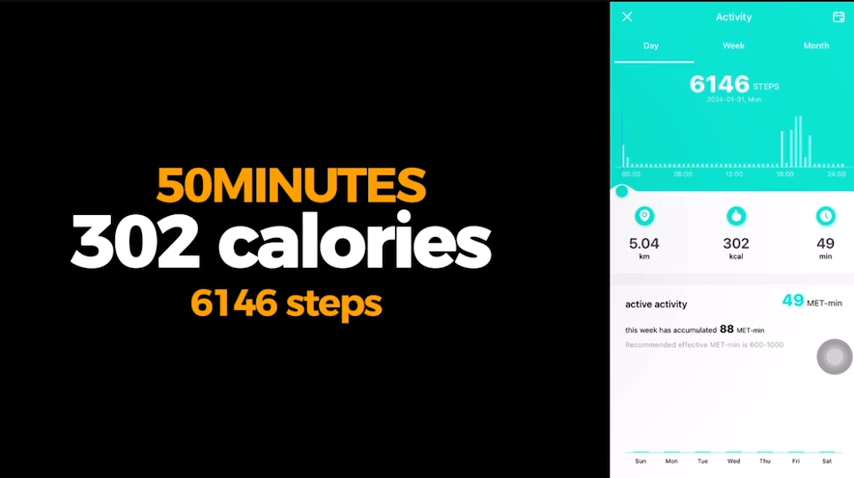 50MINUTES
302 calories
6146 steps
Activity
Day Week Month
6146 STEPS
2024-01-01, Mon
00:00 06:00 12:00 18:00 24:00
5.04 302 49
km kcal min
active activity 49 MET-min
this week has accumulated 88 MET-min
Recommended effective MET-min is 600-1000
Sun Mon Tue Wed Thu Fri Sat